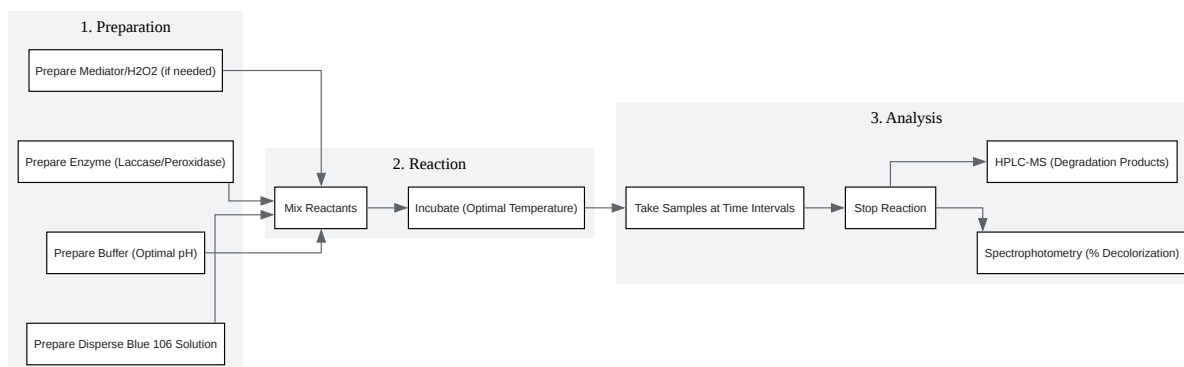 1. Preparation
Prepare Mediator/H2O2 (if needed)
Prepare Enzyme (Laccase/Peroxidase)
Prepare Buffer (Optimal pH)
Prepare Disperse Blue 106 Solution
2. Reaction
Mix Reactants
Incubate (Optimal Temperature)
3. Analysis
Take Samples at Time Intervals
Stop Reaction
HPLC-MS (Degradation Products)
Spectrophotometry (% Decolorization)